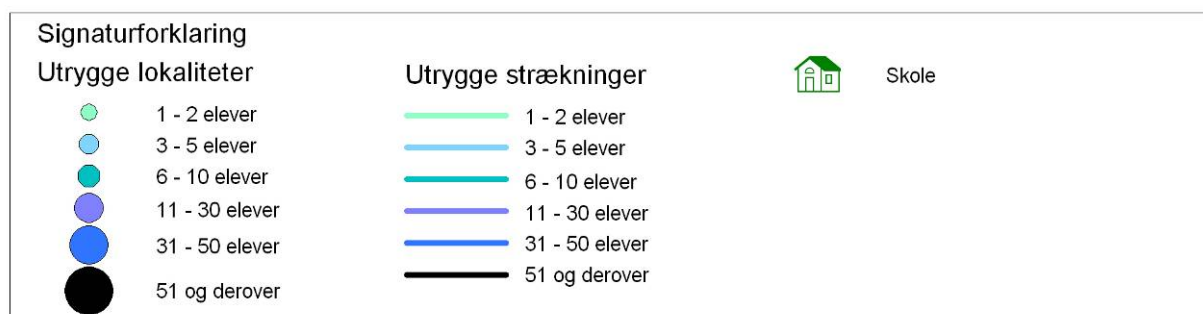 Signaturforklaring
Utrygge lokaliteter
1 - 2 elever
3 - 5 elever
6 - 10 elever
11 - 30 elever
31 - 50 elever
51 og derover
Utrygge strækninger
1 - 2 elever
3 - 5 elever
6 - 10 elever
11 - 30 elever
31 - 50 elever
51 og derover
Skole